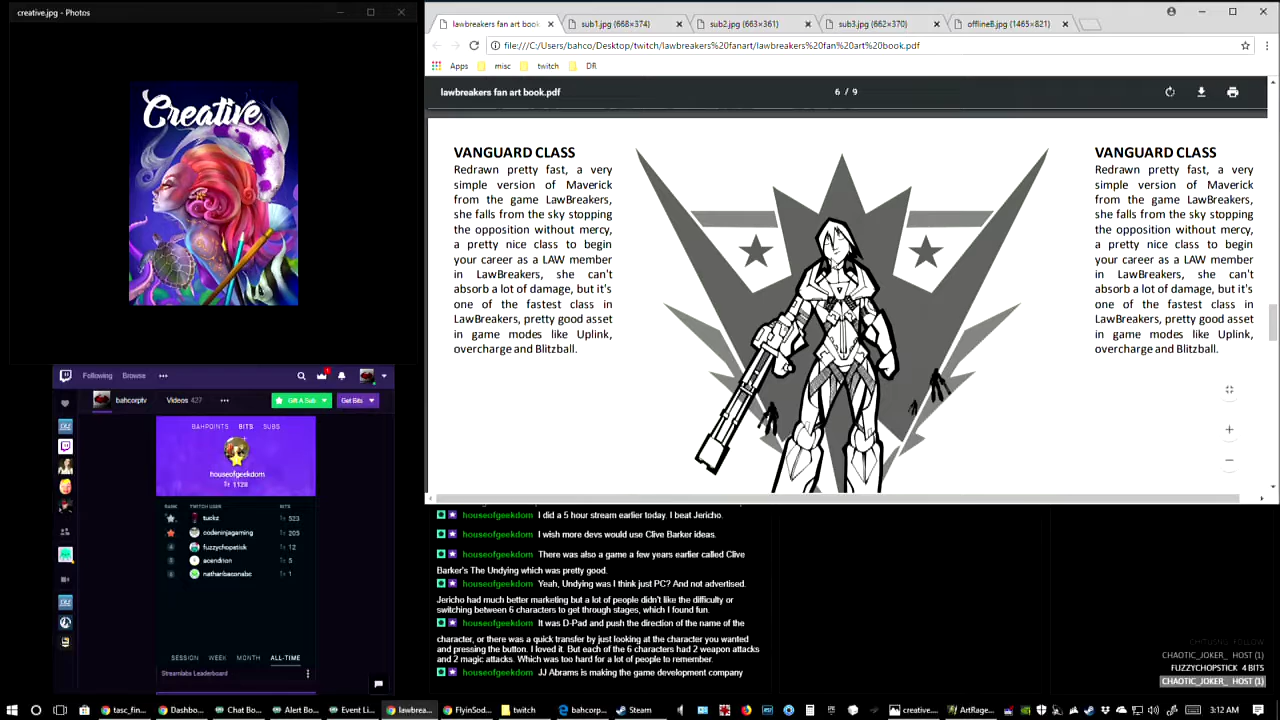 creative.jpg - Photos
Creative
lawbreakers fan art book
sub1.jpg (668×374)
sub2.jpg (663×361)
sub3.jpg (662×370)
offlineB.jpg (1465×821)
file:///C:/Users/bahco/Desktop/twitch/lawbreakers%20fanart/lawbreakers%20fan%20art%20book.pdf
Apps misc twitch DR
lawbreakers fan art book.pdf
6 / 9
VANGUARD CLASS
Redrawn pretty fast, a very
simple version of Maverick
from the game LawBreakers,
she falls from the sky stopping
the opposition without mercy,
a pretty nice class to begin
your career as a LAW member
in LawBreakers, she can't
absorb a lot of damage, but it's
one of the fastest class in
LawBreakers, pretty good asset
in game modes like Uplink,
overcharge and Blitzball.
VANGUARD CLASS
Redrawn pretty fast, a very
simple version of Maverick
from the game LawBreakers,
she falls from the sky stopping
the opposition without mercy,
a pretty nice class to begin
your career as a LAW member
in LawBreakers, she can't
absorb a lot of damage, but it's
one of the fastest class in
LawBreakers, pretty good asset
in game modes like Uplink,
overcharge and Blitzball.
Following Browse
bahcorptv Videos 427 Gift A Sub Get Bits
BAHPOINTS BITS SUBS
houseofgeekdom
1128
RANK TWITCH USER BITS
tuckz 523
codeninjagaming 205
fuzzychopstick 12
acendrion 5
4 nathanbaconabc 1
SESSION WEEK MONTH ALL-TIME
Streamlabs Leaderboard
houseofgeekdom I did a 5 hour stream earlier today. I beat Jericho.
houseofgeekdom I wish more devs would use Clive Barker ideas.
houseofgeekdom There was also a game a few years earlier called Clive
Barker's The Undying which was pretty good.
houseofgeekdom Yeah, Undying was I think just PC? And not advertised.
Jericho had much better marketing but a lot of people didn't like the difficulty or
switching between 6 characters to get through stages, which I found fun.
houseofgeekdom It was D-Pad and push the direction of the name of the
character, or there was a quick transfer by just looking at the character you wanted
and pressing the button. I loved it. But each of the 6 characters had 2 weapon attacks
and 2 magic attacks. Which was too hard for a lot of people to remember.
houseofgeekdom JJ Abrams is making the game development company
FOLLOW
CHAOTIC_JOKER_ HOST (1)
FUZZYCHOPSTICK 4 BITS
CHAOTIC_JOKER_ HOST (1)
tasc_fin... Dashbo... Chat Bo... Alert Bo... Event Li... lawbrea... FlyinSod... twitch bahcorp... Steam creative.... ArtRage... 3:12 AM